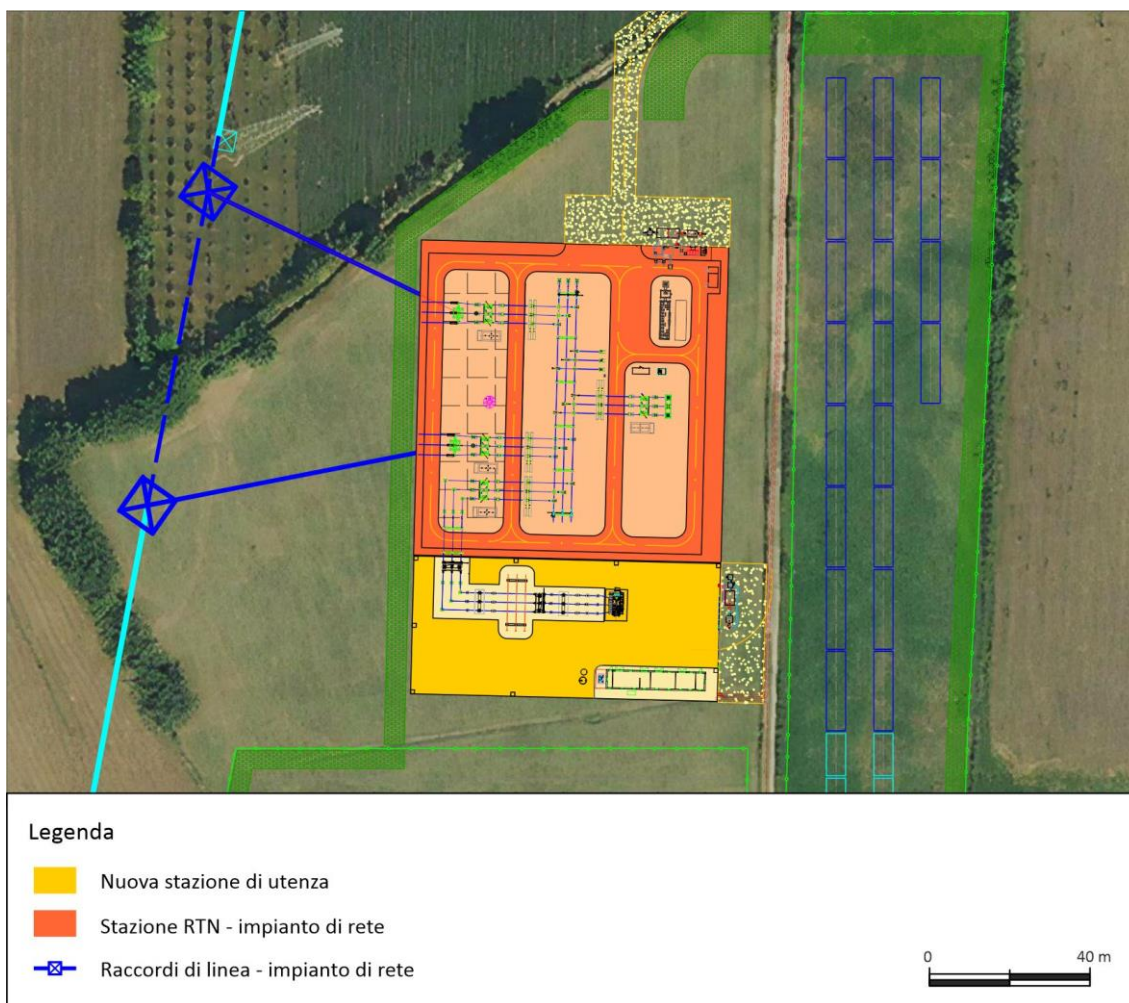 Legenda
Nuova stazione di utenza
Stazione RTN - impianto di rete
Raccordi di linea - impianto di rete
0 40 m